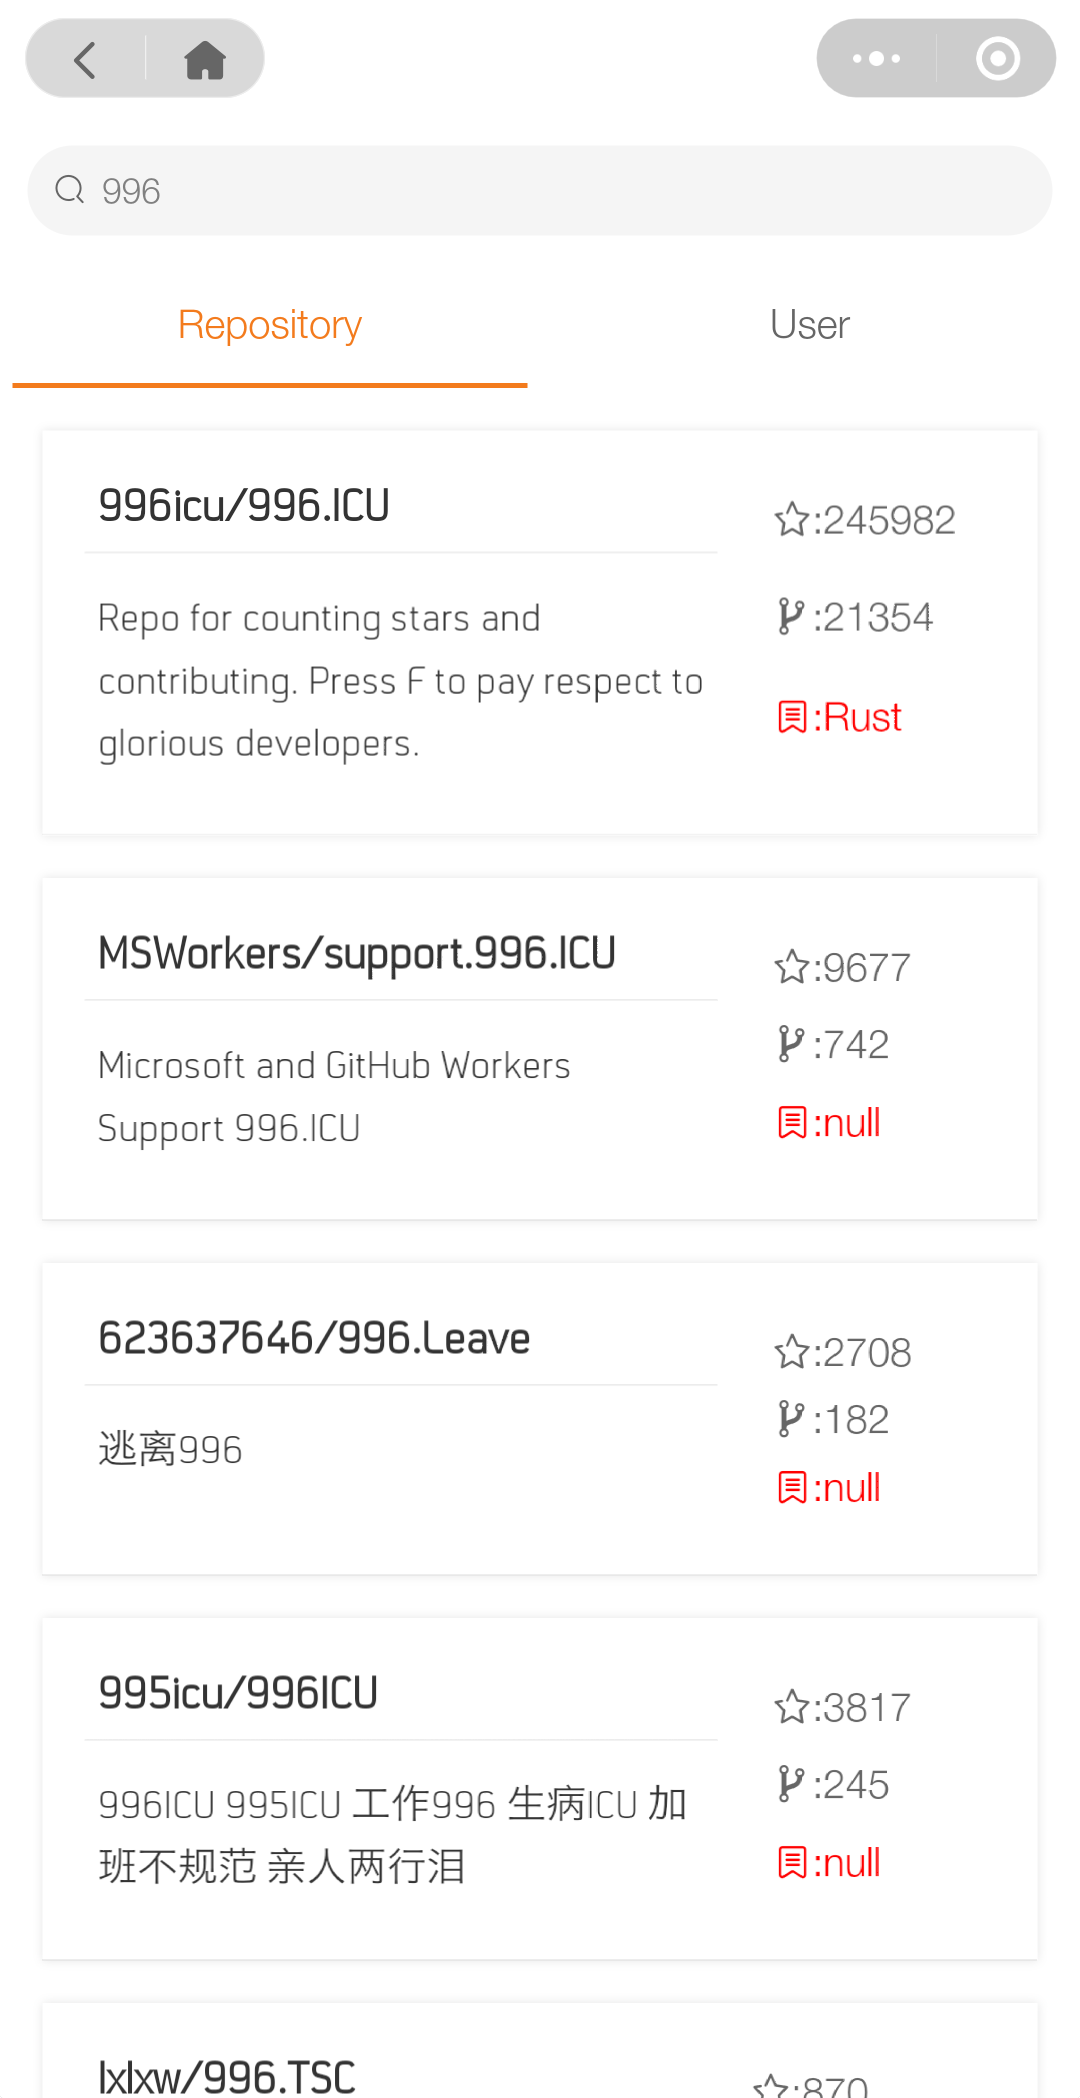 996
Repository
User
996icu/996.ICU
:245982
Repo for counting stars and
contributing. Press F to pay respect to
glorious developers.
:21354
:Rust
MSWorkers/support.996.ICU
:9677
Microsoft and GitHub Workers
Support 996.ICU
:742
:null
623637646/996.Leave
:2708
逃离996
:182
:null
995icu/996ICU
:3817
996ICU 995ICU 工作996 生病ICU 加
班不规范 亲人两行泪
:245
:null
lxlxw/996.TSC
:870